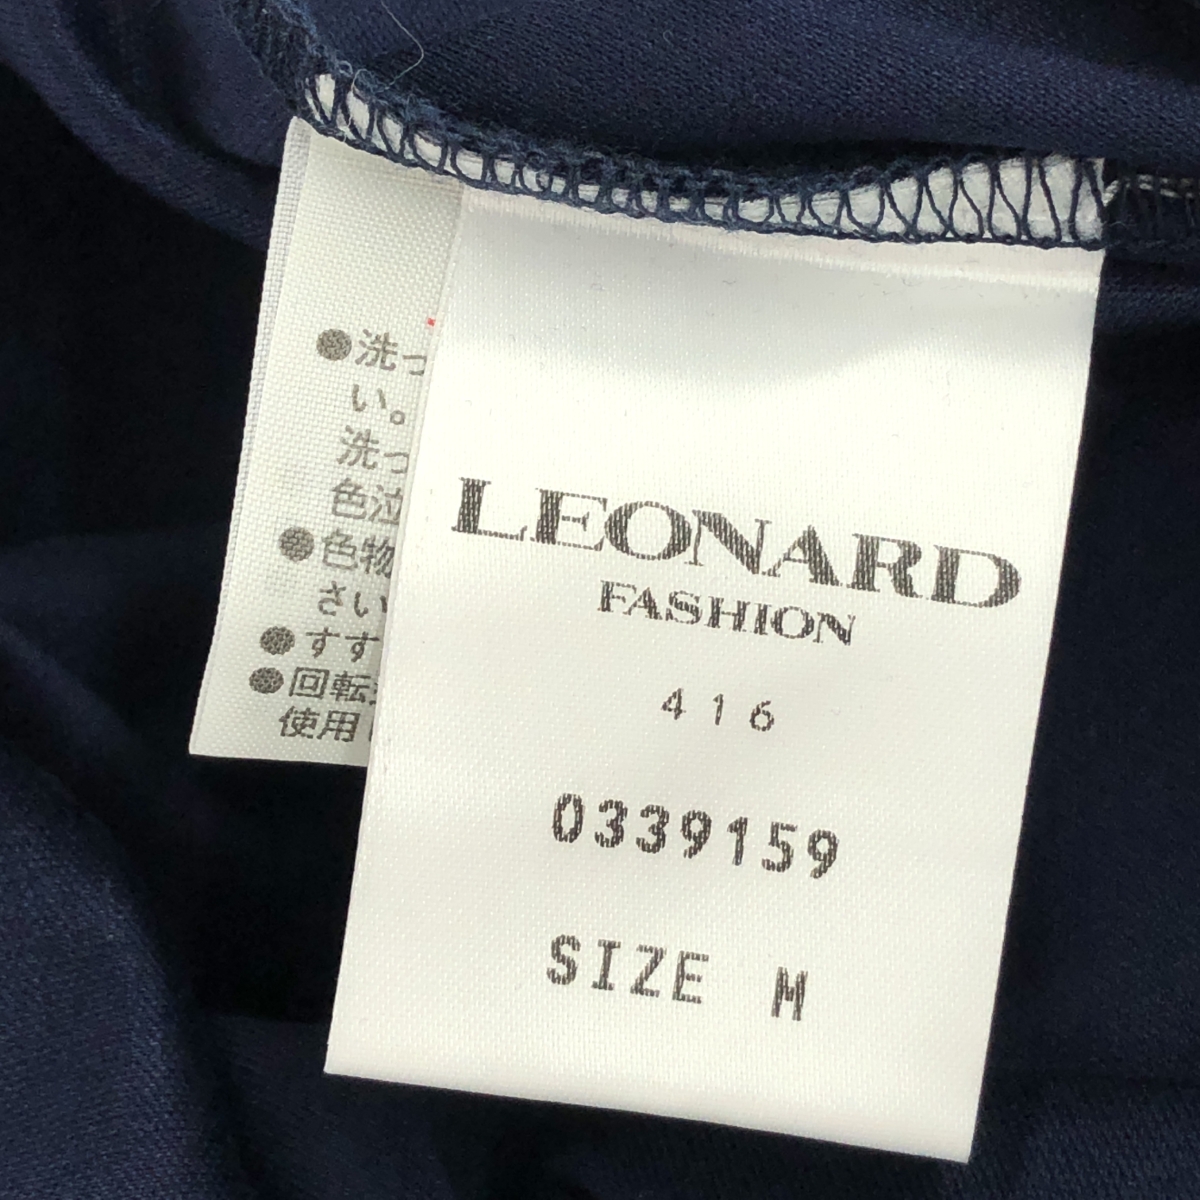 LEONARD
FASHION
416
0339159
SIZE M
●洗っ
い。
洗っ
色泣
●色物
さい
●すす
●回転
使用